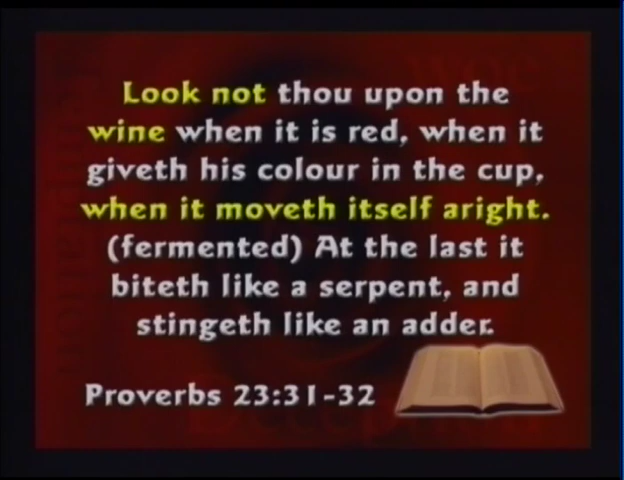 Look not thou upon the
wine when it is red, when it
giveth his colour in the cup,
when it moveth itself aright.
(fermented) At the last it
biteth like a serpent, and
stingeth like an adder.
Proverbs 23:31-32